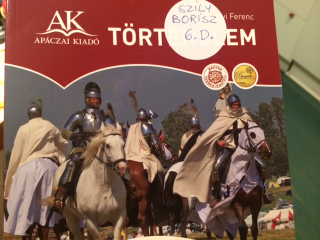 AK
APÁCZAI KIADÓ
SZILY
BORISZ
6.D.
Ferenc
TÖRT
EM